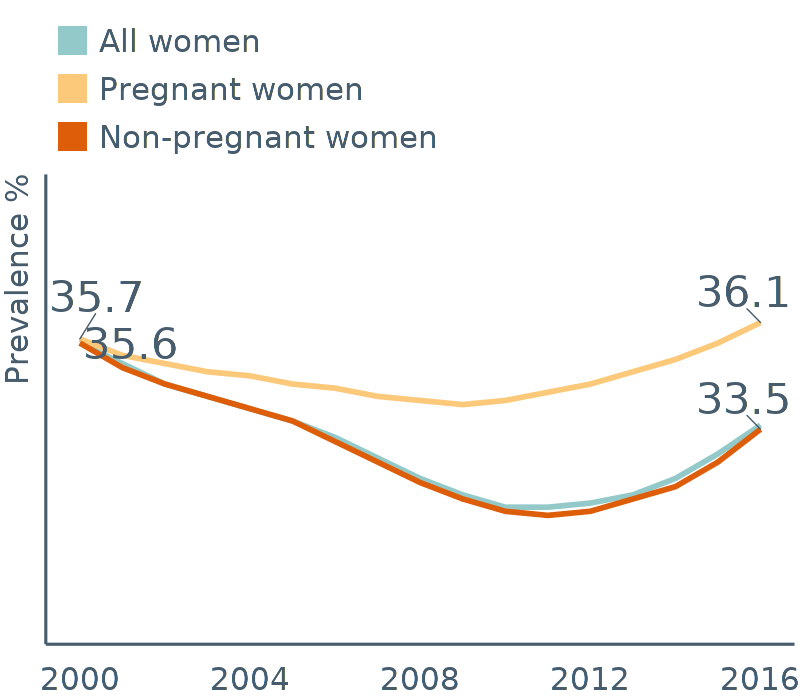 All women
Pregnant women
Non-pregnant women
Prevalence %
35.7
35.6
36.1
33.5
2000 2004 2008 2012 2016